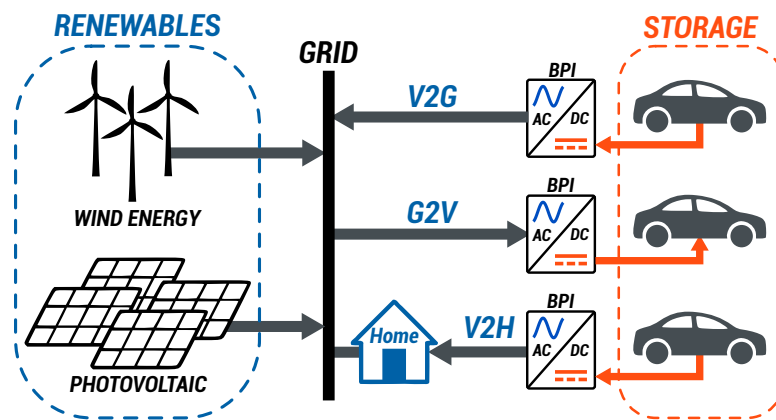 RENEWABLES
GRID
STORAGE
WIND ENERGY
PHOTOVOLTAIC
V2G
BPI
AC
DC
G2V
BPI
AC
DC
Home
V2H
BPI
AC
DC